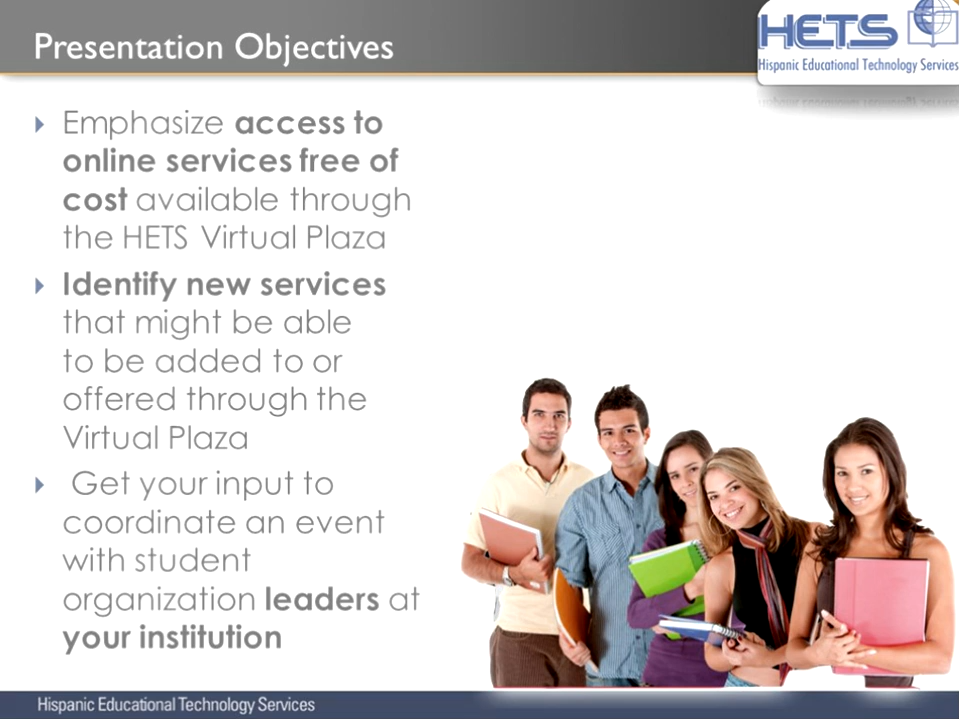 Presentation Objectives
HETS
Hispanic Educational Technology Services
Emphasize access to
online services free of
cost available through
the HETS Virtual Plaza
Identify new services
that might be able
to be added to or
offered through the
Virtual Plaza
Get your input to
coordinate an event
with student
organization leaders at
your institution
Hispanic Educational Technology Services